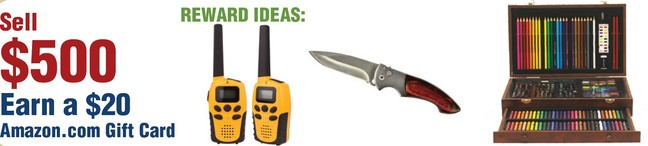 Sell
$500
Earn a $20
Amazon.com Gift Card
REWARD IDEAS: